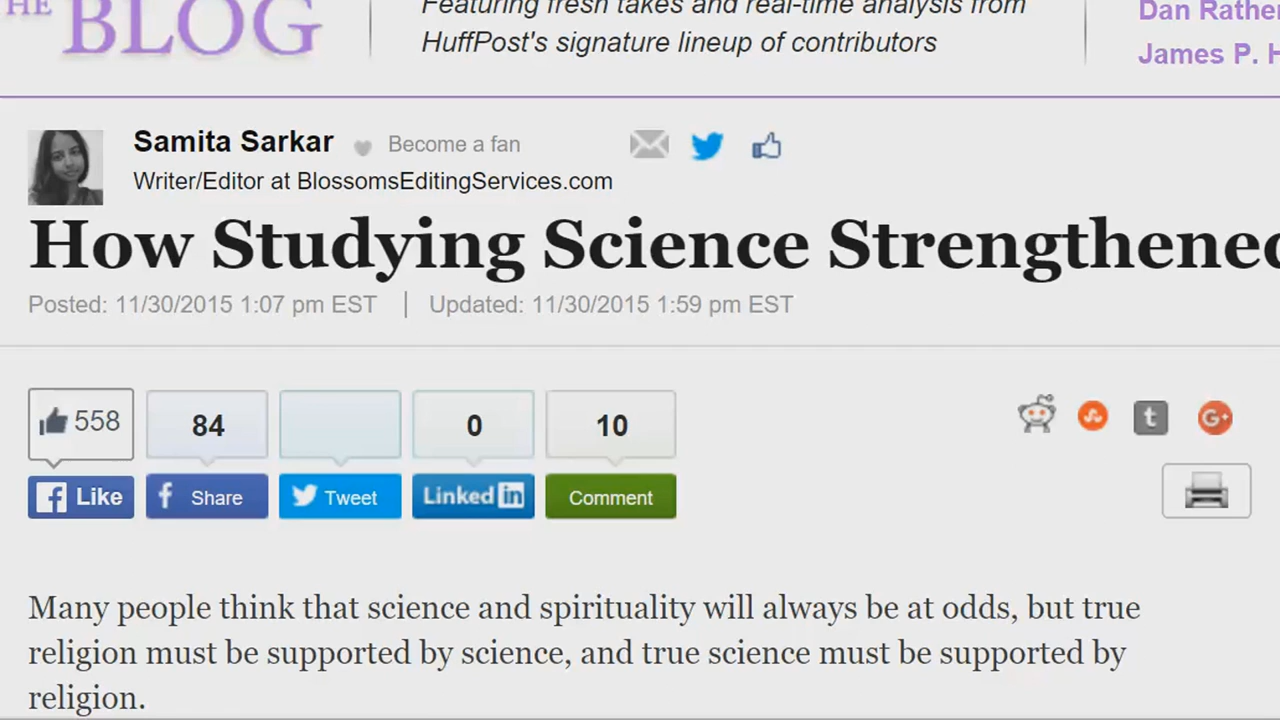 THE BLOG
Featuring fresh takes and real-time analysis from
HuffPost's signature lineup of contributors
Dan Rather
James P. H
Samita Sarkar Become a fan
Writer/Editor at BlossomsEditingServices.com
How Studying Science Strengthened
Posted: 11/30/2015 1:07 pm EST | Updated: 11/30/2015 1:59 pm EST
558 84 0 10
f Like f Share Tweet Linked in Comment
t G+
Many people think that science and spirituality will always be at odds, but true
religion must be supported by science, and true science must be supported by
religion.